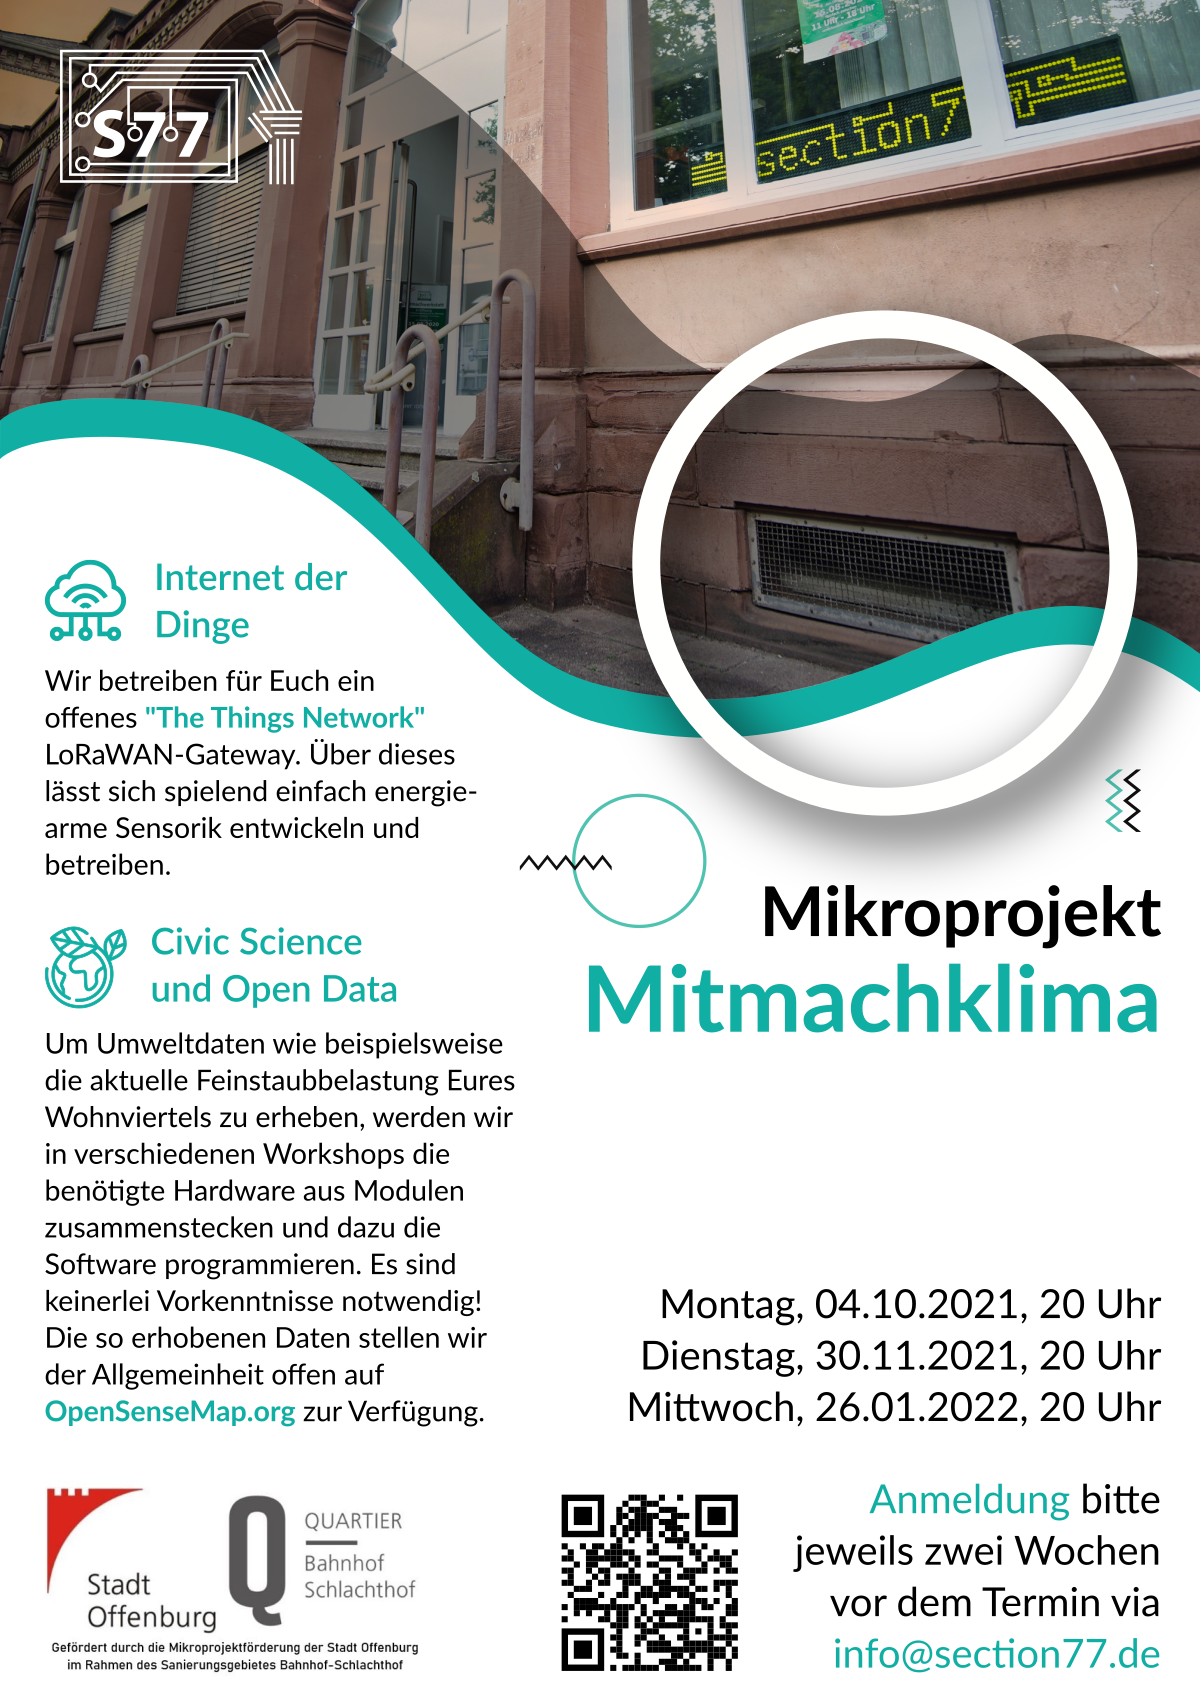 S77
11 Uhr - 18 Uhr
section77
Internet der
Dinge
Wir betreiben für Euch ein
offenes "The Things Network"
LoRaWAN-Gateway. Über dieses
lässt sich spielend einfach energie-
arme Sensorik entwickeln und
betreiben.
Civic Science
und Open Data
Um Umweltdaten wie beispielsweise
die aktuelle Feinstaubbelastung Eures
Wohnviertels zu erheben, werden wir
in verschiedenen Workshops die
benötigte Hardware aus Modulen
zusammenstecken und dazu die
Software programmieren. Es sind
keinerlei Vorkenntnisse notwendig!
Die so erhobenen Daten stellen wir
der Allgemeinheit offen auf
OpenSenseMap.org zur Verfügung.
Mikroprojekt
Mitmachklima
Montag, 04.10.2021, 20 Uhr
Dienstag, 30.11.2021, 20 Uhr
Mittwoch, 26.01.2022, 20 Uhr
Anmeldung bitte
jeweils zwei Wochen
vor dem Termin via
info@section77.de
Stadt
Offenburg
Q
QUARTIER
Bahnhof
Schlachthof
Gefördert durch die Mikroprojektförderung der Stadt Offenburg
im Rahmen des Sanierungsgebietes Bahnhof-Schlachthof